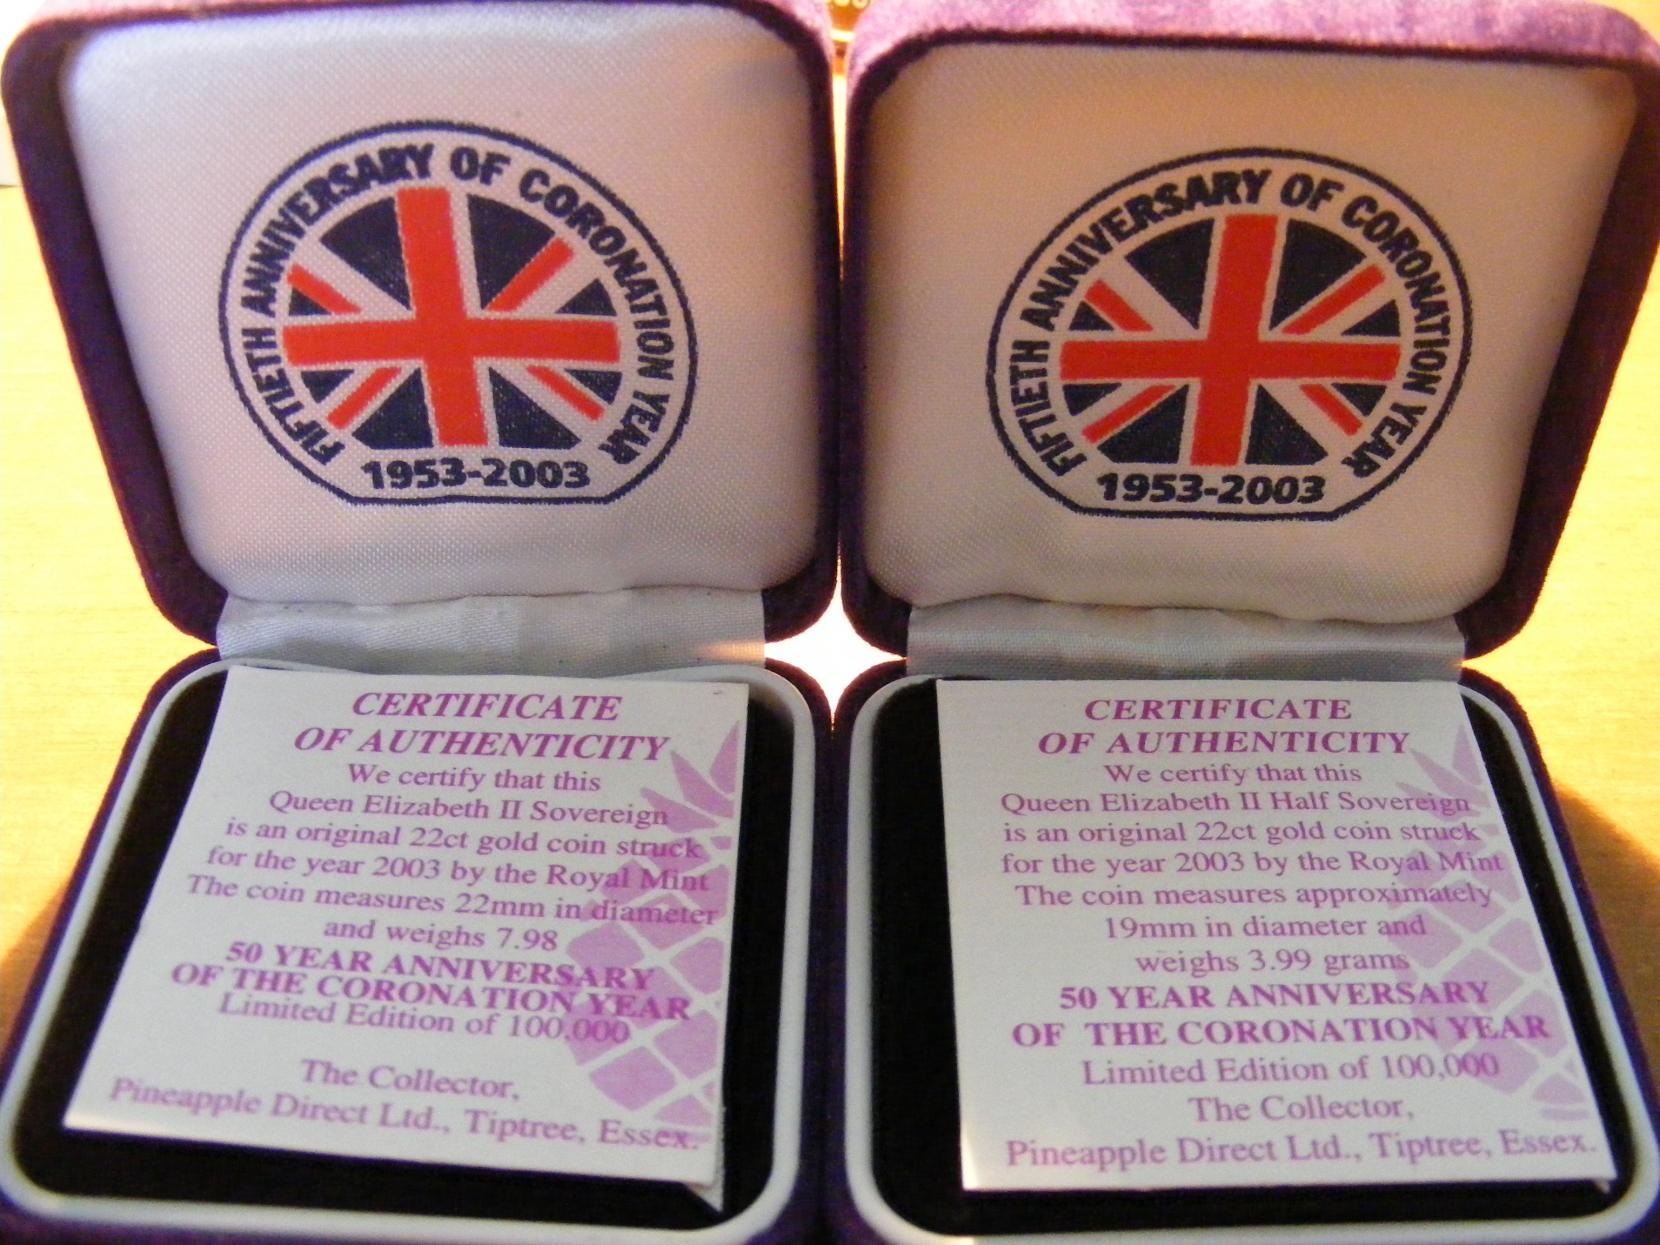 FIFTIETH ANNIVERSARY OF CORONATION YEAR
1953-2003
CERTIFICATE
OF AUTHENTICITY
We certify that this
Queen Elizabeth II Sovereign
is an original 22ct gold coin struck
for the year 2003 by the Royal Mint
The coin measures 22mm in diameter
and weighs 7.98
50 YEAR ANNIVERSARY
OF THE CORONATION YEAR
Limited Edition of 100,000
The Collector,
Pineapple Direct Ltd., Tiptree, Essex.
FIFTIETH ANNIVERSARY OF CORONATION YEAR
1953-2003
CERTIFICATE
OF AUTHENTICITY
We certify that this
Queen Elizabeth II Half Sovereign
is an original 22ct gold coin struck
for the year 2003 by the Royal Mint
The coin measures approximately
19mm in diameter and
weighs 3.99 grams
50 YEAR ANNIVERSARY
OF THE CORONATION YEAR
Limited Edition of 100,000
The Collector,
Pineapple Direct Ltd., Tiptree, Essex.